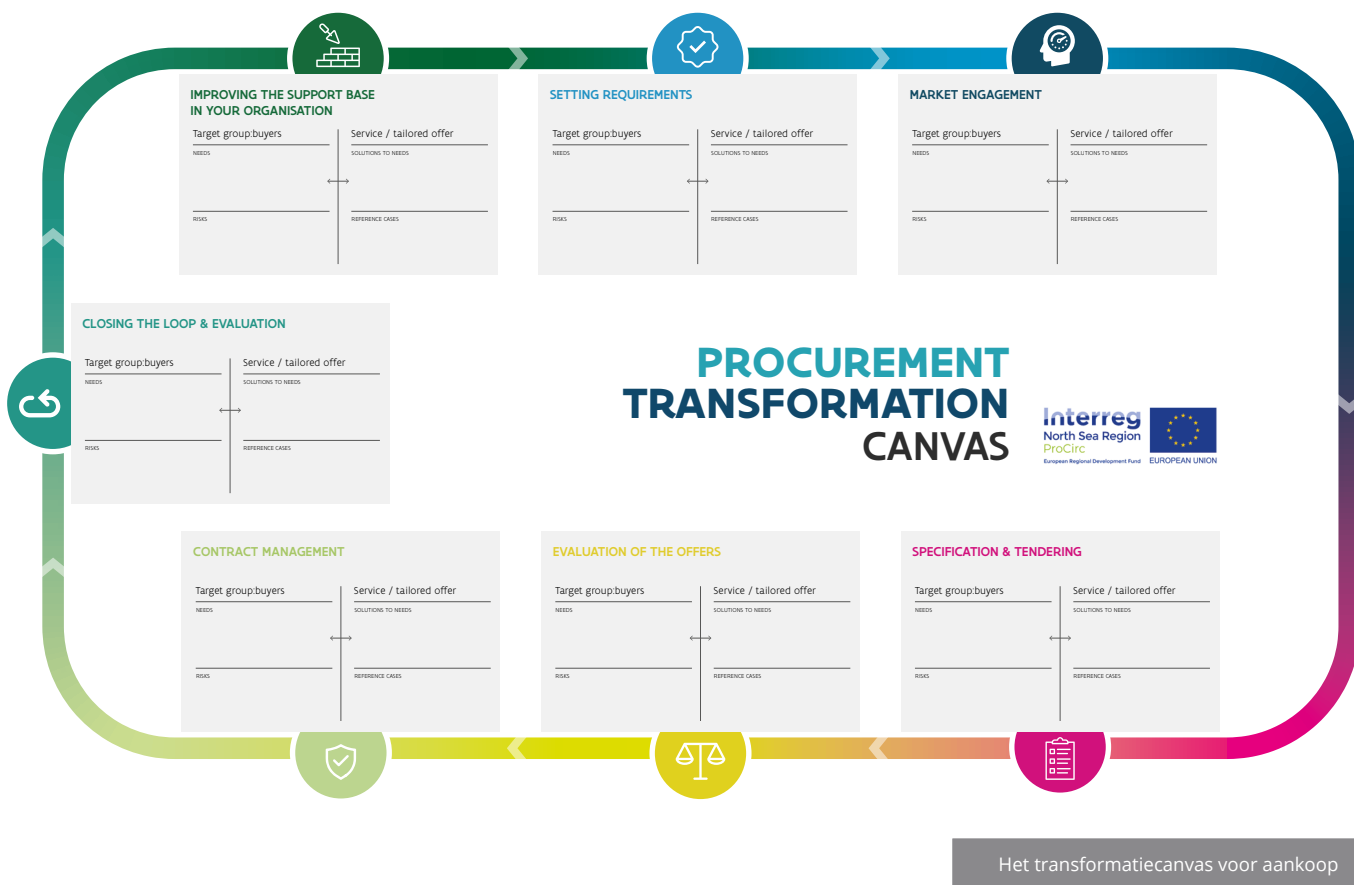 IMPROVING THE SUPPORT BASE
IN YOUR ORGANISATION
Target group:buyers
Service / tailored offer
NEEDS
SOLUTIONS TO NEEDS
RISKS
REFERENCE CASES
SETTING REQUIREMENTS
Target group:buyers
Service / tailored offer
NEEDS
SOLUTIONS TO NEEDS
RISKS
REFERENCE CASES
MARKET ENGAGEMENT
Target group:buyers
Service / tailored offer
NEEDS
SOLUTIONS TO NEEDS
RISKS
REFERENCE CASES
CLOSING THE LOOP & EVALUATION
Target group:buyers
Service / tailored offer
NEEDS
SOLUTIONS TO NEEDS
RISKS
REFERENCE CASES
PROCUREMENT
TRANSFORMATION
CANVAS
Interreg
North Sea Region
ProCirc
European Regional Development Fund
EUROPEAN UNION
CONTRACT MANAGEMENT
Target group:buyers
Service / tailored offer
NEEDS
SOLUTIONS TO NEEDS
RISKS
REFERENCE CASES
EVALUATION OF THE OFFERS
Target group:buyers
Service / tailored offer
NEEDS
SOLUTIONS TO NEEDS
RISKS
REFERENCE CASES
SPECIFICATION & TENDERING
Target group:buyers
Service / tailored offer
NEEDS
SOLUTIONS TO NEEDS
RISKS
REFERENCE CASES
Het transformatiecanvas voor aankoop